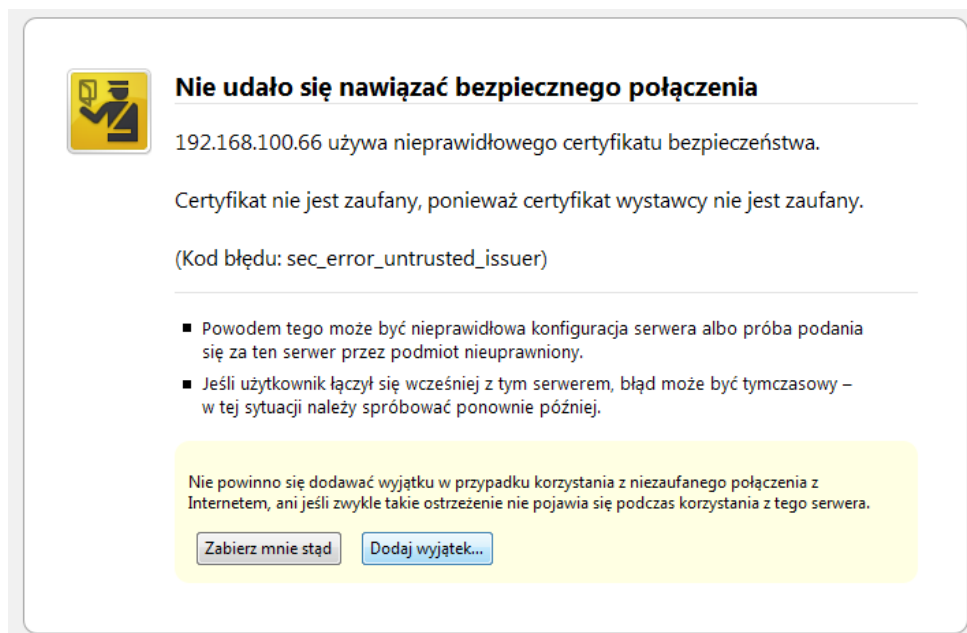 Nie udało się nawiązać bezpiecznego połączenia
192.168.100.66 używa nieprawidłowego certyfikatu bezpieczeństwa.
Certyfikat nie jest zaufany, ponieważ certyfikat wystawcy nie jest zaufany.
(Kod błędu: sec_error_untrusted_issuer)
Powodem tego może być nieprawidłowa konfiguracja serwera albo próba podania
się za ten serwer przez podmiot nieuprawniony.
Jeśli użytkownik łączył się wcześniej z tym serwerem, błąd może być tymczasowy –
w tej sytuacji należy spróbować ponownie później.
Nie powinno się dodawać wyjątku w przypadku korzystania z niezaufanego połączenia z
Internetem, ani jeśli zwykle takie ostrzeżenie nie pojawia się podczas korzystania z tego serwera.
Zabierz mnie stąd Dodaj wyjątek...